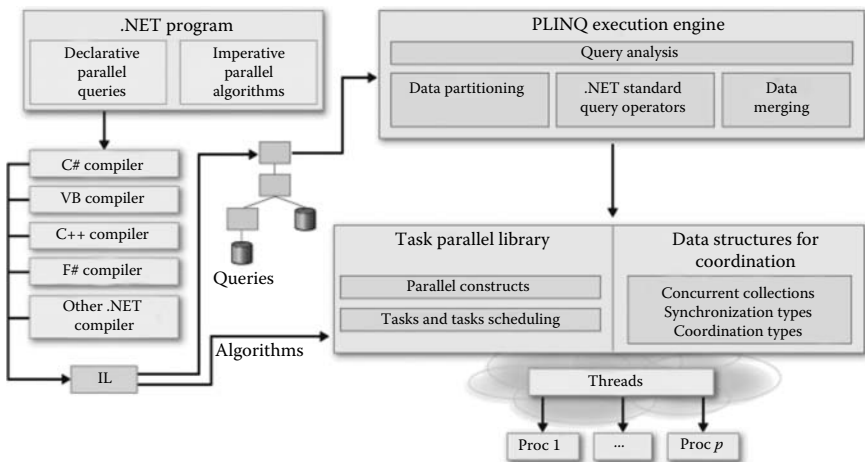 .NET program
Declarative
parallel
queries
Imperative
parallel
algorithms
C# compiler
VB compiler
C++ compiler
F# compiler
Other .NET
compiler
IL
Queries
Algorithms
PLINQ execution engine
Query analysis
Data partitioning
.NET standard
query operators
Data
merging
Task parallel library
Parallel constructs
Tasks and tasks scheduling
Data structures for
coordination
Concurrent collections
Synchronization types
Coordination types
Threads
Proc 1
...
Proc p